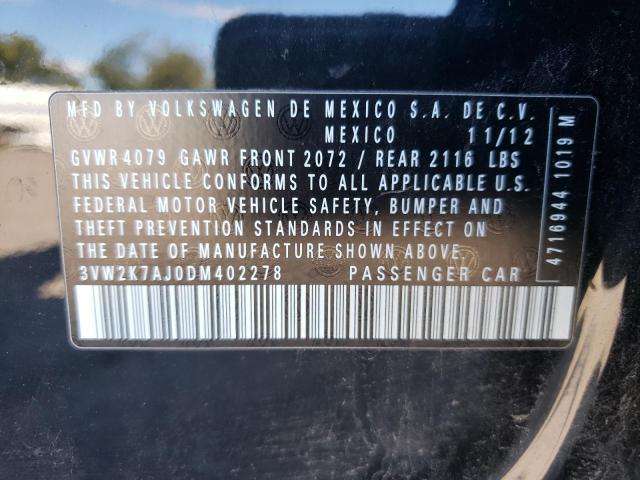 MFD BY VOLKSWAGEN DE MEXICO S.A. DE C.V.
MEXICO 11/12
GVWR 4079 GAWR FRONT 2072 / REAR 2116 LBS
THIS VEHICLE CONFORMS TO ALL APPLICABLE U.S.
FEDERAL MOTOR VEHICLE SAFETY, BUMPER AND
THEFT PREVENTION STANDARDS IN EFFECT ON
THE DATE OF MANUFACTURE SHOWN ABOVE.
3VW2K7AJ0DM402278 PASSENGER CAR
4716944 1019 M